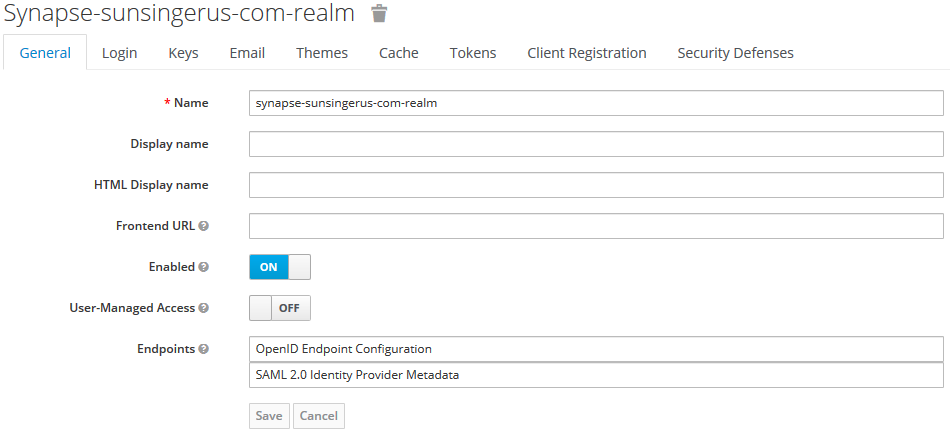 Synapse-sunsingerus-com-realm
General Login Keys Email Themes Cache Tokens Client Registration Security Defenses
* Name synapse-sunsingerus-com-realm
Display name
HTML Display name
Frontend URL
Enabled ON
User-Managed Access OFF
Endpoints OpenID Endpoint Configuration
SAML 2.0 Identity Provider Metadata
Save Cancel